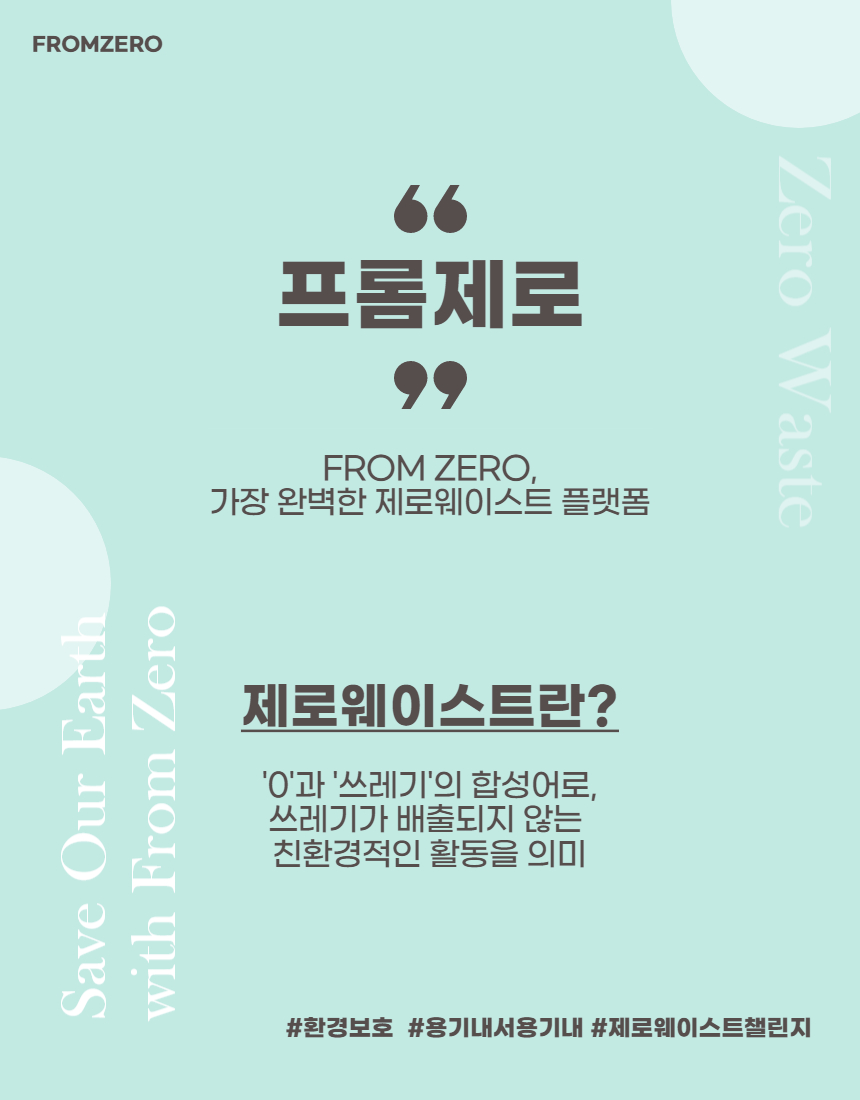 FROMZERO
Zero Waste
“
프롬제로
”
FROM ZERO,
가장 완벽한 제로웨이스트 플랫폼
Save Our Earth
with From Zero
제로웨이스트란?
'0'과 '쓰레기'의 합성어로,
쓰레기가 배출되지 않는
친환경적인 활동을 의미
#환경보호 #용기내서용기내 #제로웨이스트챌린지